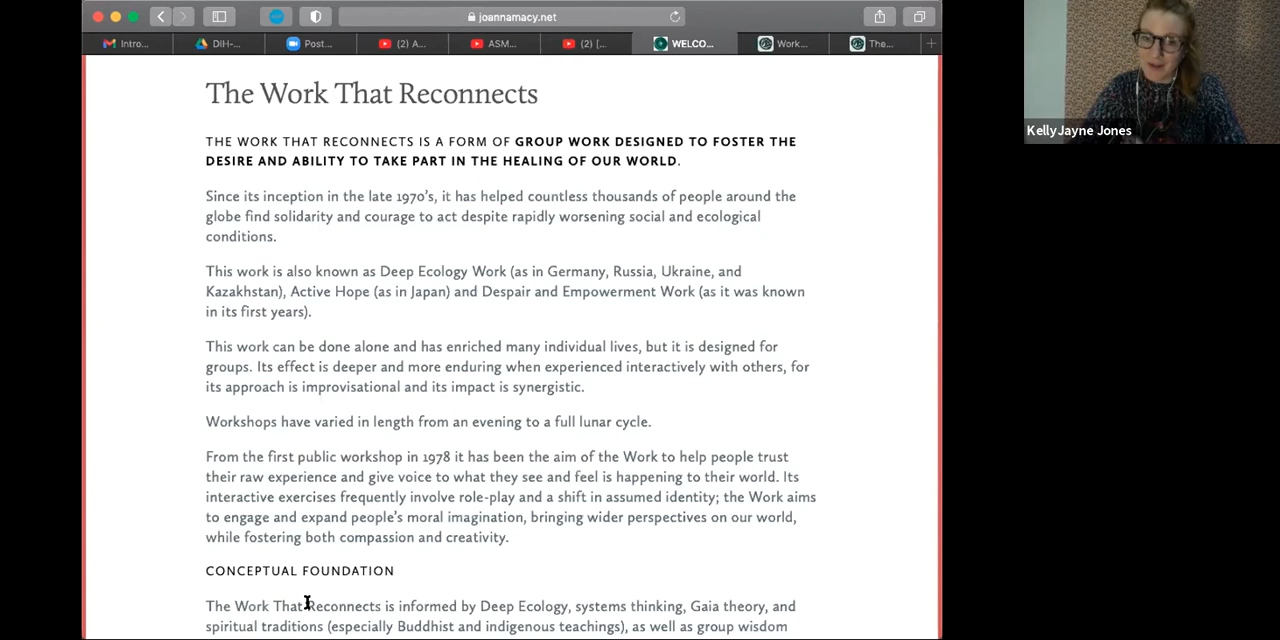 joannamacy.net
Intro...
DIH-...
Post...
(2) A...
ASM...
(2) [...
WELCO...
Work...
The...
KellyJayne Jones
The Work That Reconnects
THE WORK THAT RECONNECTS IS A FORM OF GROUP WORK DESIGNED TO FOSTER THE
DESIRE AND ABILITY TO TAKE PART IN THE HEALING OF OUR WORLD.
Since its inception in the late 1970's, it has helped countless thousands of people around the
globe find solidarity and courage to act despite rapidly worsening social and ecological
conditions.
This work is also known as Deep Ecology Work (as in Germany, Russia, Ukraine, and
Kazakhstan), Active Hope (as in Japan) and Despair and Empowerment Work (as it was known
in its first years).
This work can be done alone and has enriched many individual lives, but it is designed for
groups. Its effect is deeper and more enduring when experienced interactively with others, for
its approach is improvisational and its impact is synergistic.
Workshops have varied in length from an evening to a full lunar cycle.
From the first public workshop in 1978 it has been the aim of the Work to help people trust
their raw experience and give voice to what they see and feel is happening to their world. Its
interactive exercises frequently involve role-play and a shift in assumed identity; the Work aims
to engage and expand people's moral imagination, bringing wider perspectives on our world,
while fostering both compassion and creativity.
CONCEPTUAL FOUNDATION
The Work That Reconnects is informed by Deep Ecology, systems thinking, Gaia theory, and
spiritual traditions (especially Buddhist and indigenous teachings), as well as group wisdom